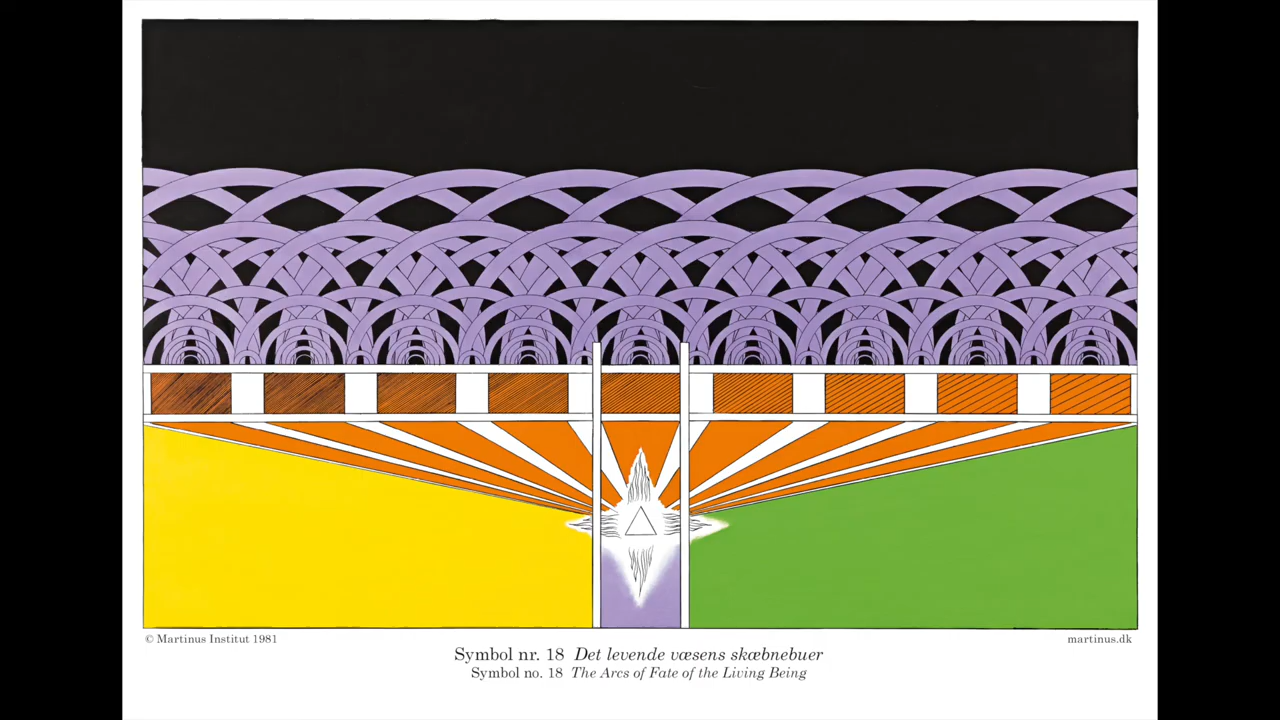 © Martinus Institut 1981
martinus.dk
Symbol nr. 18 Det levende væsens skæbnebuer
Symbol no. 18 The Arcs of Fate of the Living Being